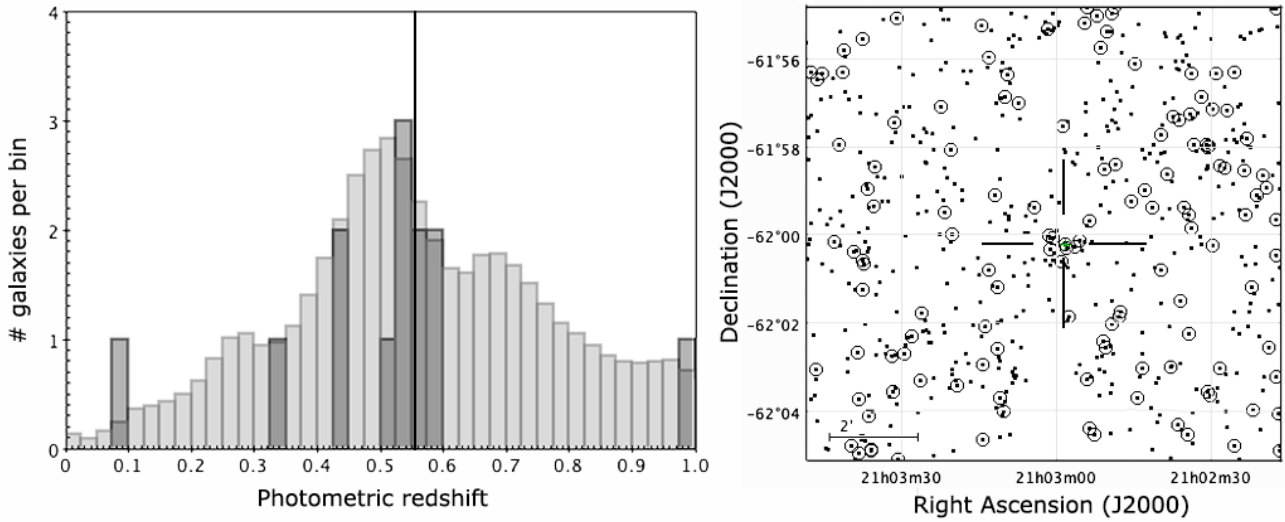 4
3
2
1
0
# galaxies per bin
0 0.1 0.2 0.3 0.4 0.5 0.6 0.7 0.8 0.9 1.0
Photometric redshift
Declination (J2000)
-61°56
-61°58
-62°00
-62°02
-62°04
2'
21h03m30 21h03m00 21h02m30
Right Ascension (J2000)